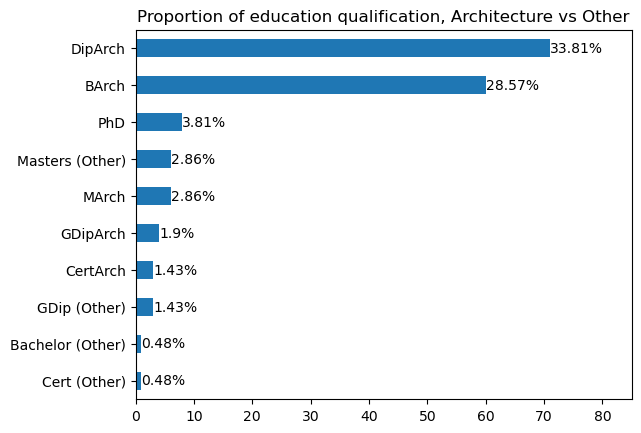 Proportion of education qualification, Architecture vs Other
DipArch 33.81%
BArch 28.57%
PhD 3.81%
Masters (Other) 2.86%
MArch 2.86%
GDipArch 1.9%
CertArch 1.43%
GDip (Other) 1.43%
Bachelor (Other) 0.48%
Cert (Other) 0.48%
0 10 20 30 40 50 60 70 80